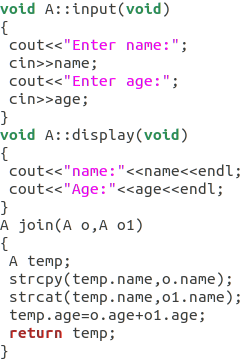 void A::input(void)
{
 cout<<"Enter name:";
 cin>>name;
 cout<<"Enter age:";
 cin>>age;
}
void A::display(void)
{
 cout<<"name:"<<name<<endl;
 cout<<"Age:"<<age<<endl;
}
A join(A o,A o1)
{
 A temp;
 strcpy(temp.name,o.name);
 strcat(temp.name,o1.name);
 temp.age=o.age+o1.age;
 return temp;
}